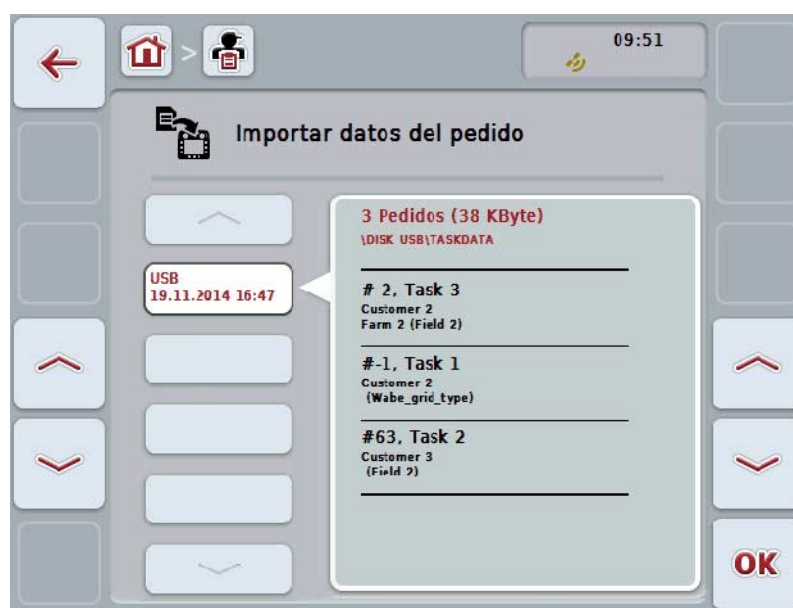 09:51
Importar datos del pedido
USB
19.11.2014 16:47
3 Pedidos (38 KByte)
\DISK USB\TASKDATA
# 2, Task 3
Customer 2
Farm 2 (Field 2)
#-1, Task 1
Customer 2
(Wabe_grid_type)
#63, Task 2
Customer 3
(Field 2)
OK